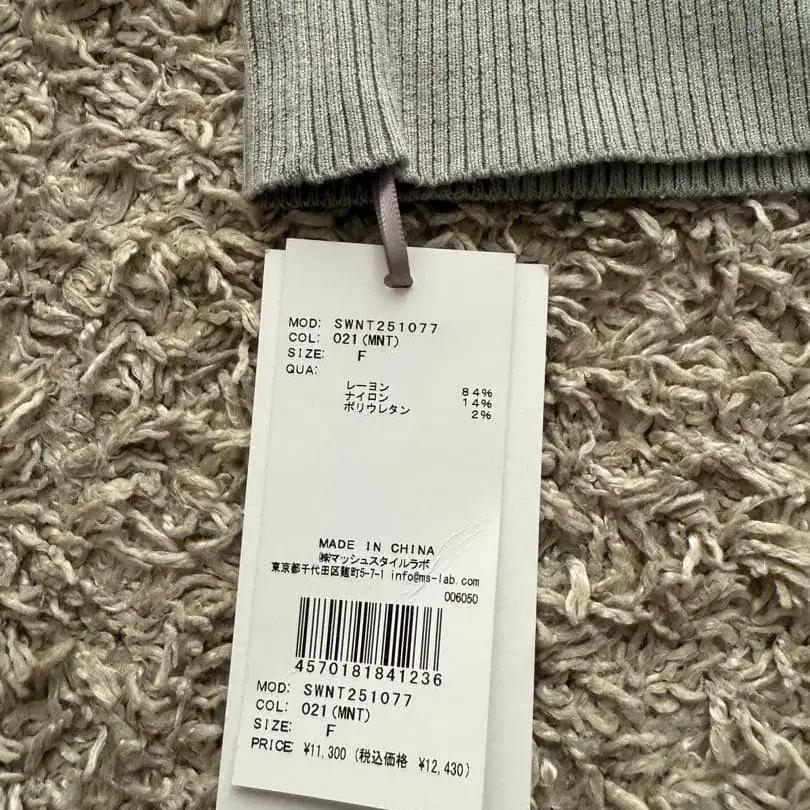 MOD: SWNT251077
COL: 021(MNT)
SIZE: F
QUA:
レーヨン 84%
ナイロン 14%
ポリウレタン 2%
MADE IN CHINA
㈱マッシュスタイルラボ
東京都千代田区麹町5-7-1 info@ms-lab.com
006050
4570181841236
MOD: SWNT251077
COL: 021(MNT)
SIZE: F
PRICE ¥11,300 (税込価格 ¥12,430)